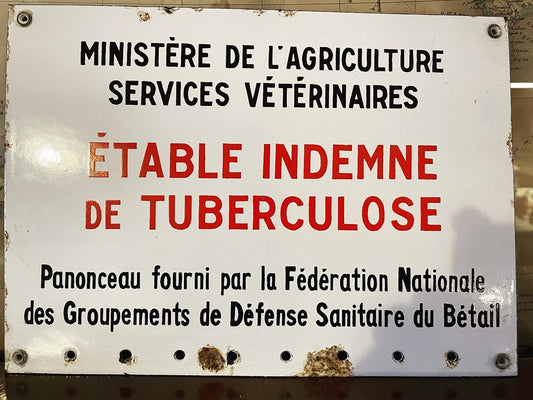 MINISTÈRE DE L'AGRICULTURE
SERVICES VÉTÉRINAIRES
ÉTABLE INDEMNE
DE TUBERCULOSE
Panonceau fourni par la Fédération Nationale
des Groupements de Défense Sanitaire du Bétail